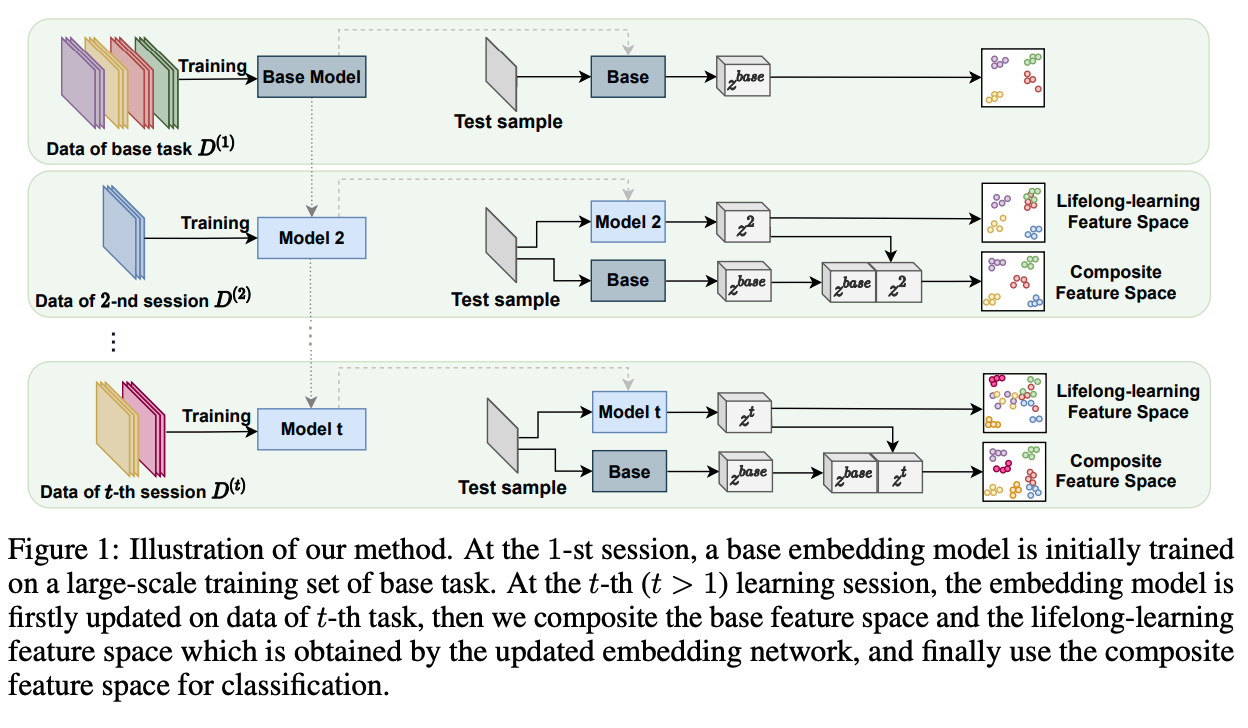 Training
Base Model
Base
z^{base}
Test sample
Data of base task D^{(1)}
Training
Model 2
Model 2
z^2
Lifelong-learning
Feature Space
Base
z^{base}
z^{base}
z^2
Composite
Feature Space
Test sample
Data of 2-nd session D^{(2)}
⋮
Training
Model t
Model t
z^t
Lifelong-learning
Feature Space
Base
z^{base}
z^{base}
z^t
Composite
Feature Space
Test sample
Data of t-th session D^{(t)}
Figure 1: Illustration of our method. At the 1-st session, a base embedding model is initially trained
on a large-scale training set of base task. At the t-th (t > 1) learning session, the embedding model is
firstly updated on data of t-th task, then we composite the base feature space and the lifelong-learning
feature space which is obtained by the updated embedding network, and finally use the composite
feature space for classification.